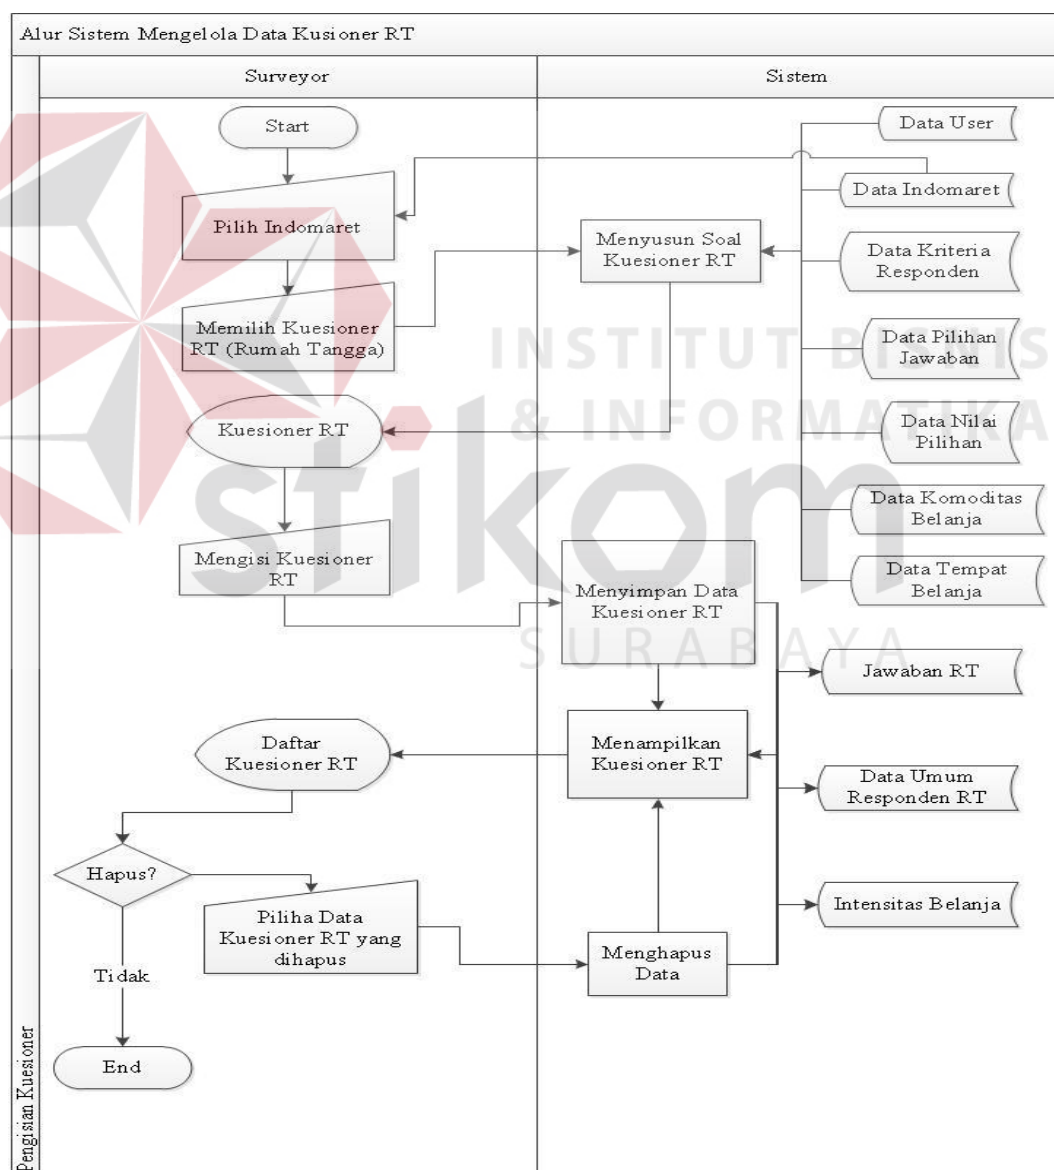 Alur Sistem Mengelola Data Kusioner RT
Surveyor
Sistem
Start
Data User
Data Indomaret
Pilih Indomaret
Menyusun Soal
Kuesioner RT
Data Kriteria
Responden
Memilih Kuesioner
RT (Rumah Tangga)
Data Pilihan
Jawaban
INSTITUT BISNIS
& INFORMATIKA
Kuesioner RT
Data Nilai
Pilihan
stikom
Data Komoditas
Belanja
Mengisi Kuesioner
RT
Menyimpan Data
Kuesioner RT
Data Tempat
Belanja
SURABAYA
Jawaban RT
Daftar
Kuesioner RT
Menampilkan
Kuesioner RT
Data Umum
Responden RT
Hapus?
Piliha Data
Kuesioner RT yang
dihapus
Intensitas Belanja
Menghapus
Data
Tidak
End
Pengisian Kuesioner